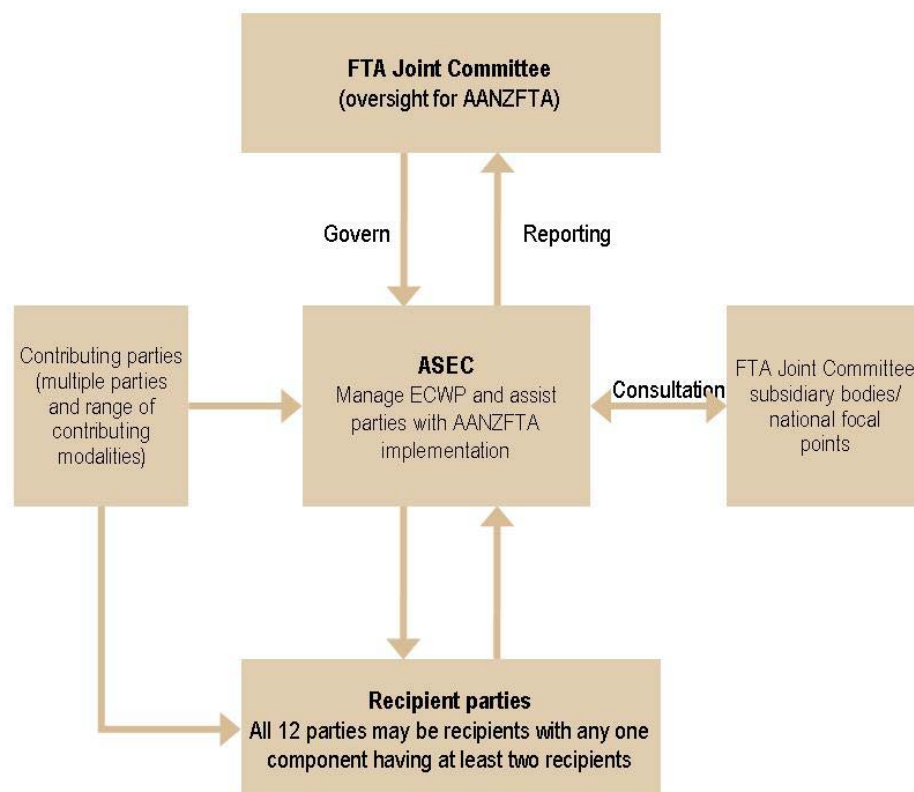 FTA Joint Committee
(oversight for AANZFTA)
Govern
Reporting
Contributing parties
(multiple parties
and range of
contributing
modalities)
ASEC
Manage ECWP and assist
parties with AANZFTA
implementation
Consultation
FTA Joint Committee
subsidiary bodies/
national focal
points
Recipient parties
All 12 parties may be recipients with any one
component having at least two recipients